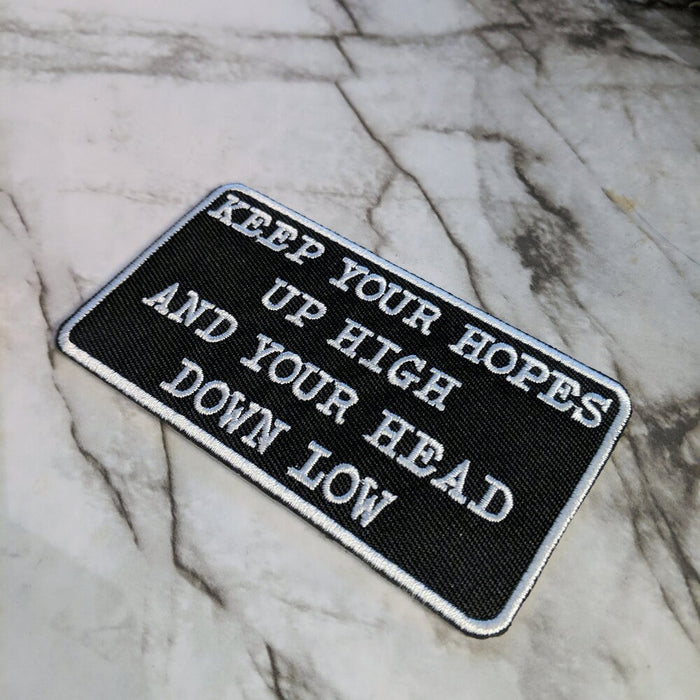 KEEP YOUR HOPES
UP HIGH
AND YOUR HEAD
DOWN LOW